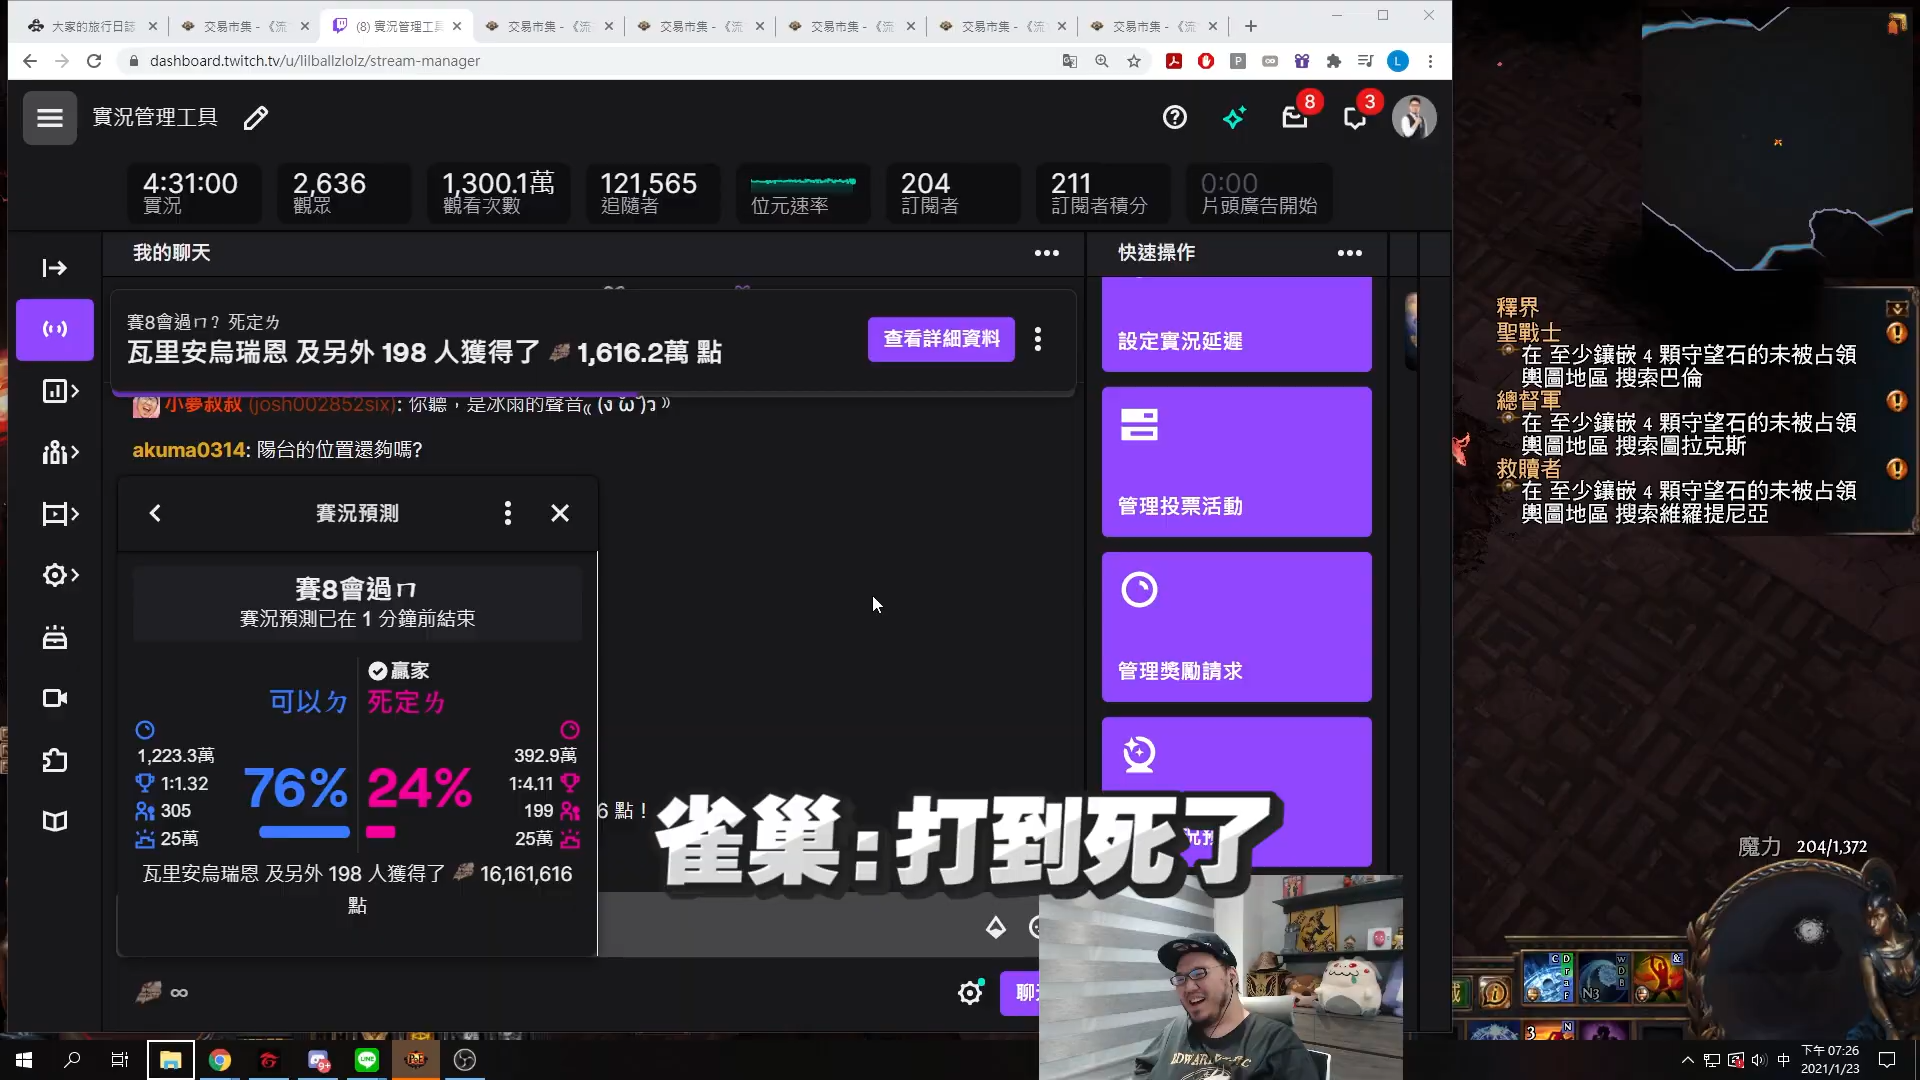 大家的旅行日誌
交易市集 - 《流
(8) 實況管理工具
交易市集 - 《流
交易市集 - 《流
交易市集 - 《流
交易市集 - 《流
交易市集 - 《流
dashboard.twitch.tv/u/lilballzlolz/stream-manager
實況管理工具
8
3
4:31:00
實況
2,636
觀眾
1,300.1萬
觀看次數
121,565
追隨者
位元速率
204
訂閱者
211
訂閱者積分
0:00
片頭廣告開始
我的聊天
快速操作
賽8會過ㄇ? 死定ㄌ
瓦里安烏瑞恩 及另外 198 人獲得了 1,616.2萬 點
查看詳細資料
小夢叔叔 (josh002852six): 你聽，是冰雨的聲音
akuma0314: 陽台的位置還夠嗎?
賽況預測
賽8會過ㄇ
賽況預測已在 1 分鐘前結束
贏家
可以ㄉ
死定ㄌ
1,223.3萬
392.9萬
76%
24%
1:1.32
1:4.11
305
199
25萬
25萬
瓦里安烏瑞恩 及另外 198 人獲得了 16,161,616
點
6 點！
設定實況延遲
管理投票活動
管理獎勵請求
雀巢:打到死了
釋界
聖戰士
在 至少鑲嵌 4 顆守望石的未被占領
輿圖地區 搜索巴倫
總督軍
在 至少鑲嵌 4 顆守望石的未被占領
輿圖地區 搜索圖拉克斯
救贖者
在 至少鑲嵌 4 顆守望石的未被占領
輿圖地區 搜索維羅提尼亞
魔力 204/1,372
∞
中
下午 07:26
2021/1/23